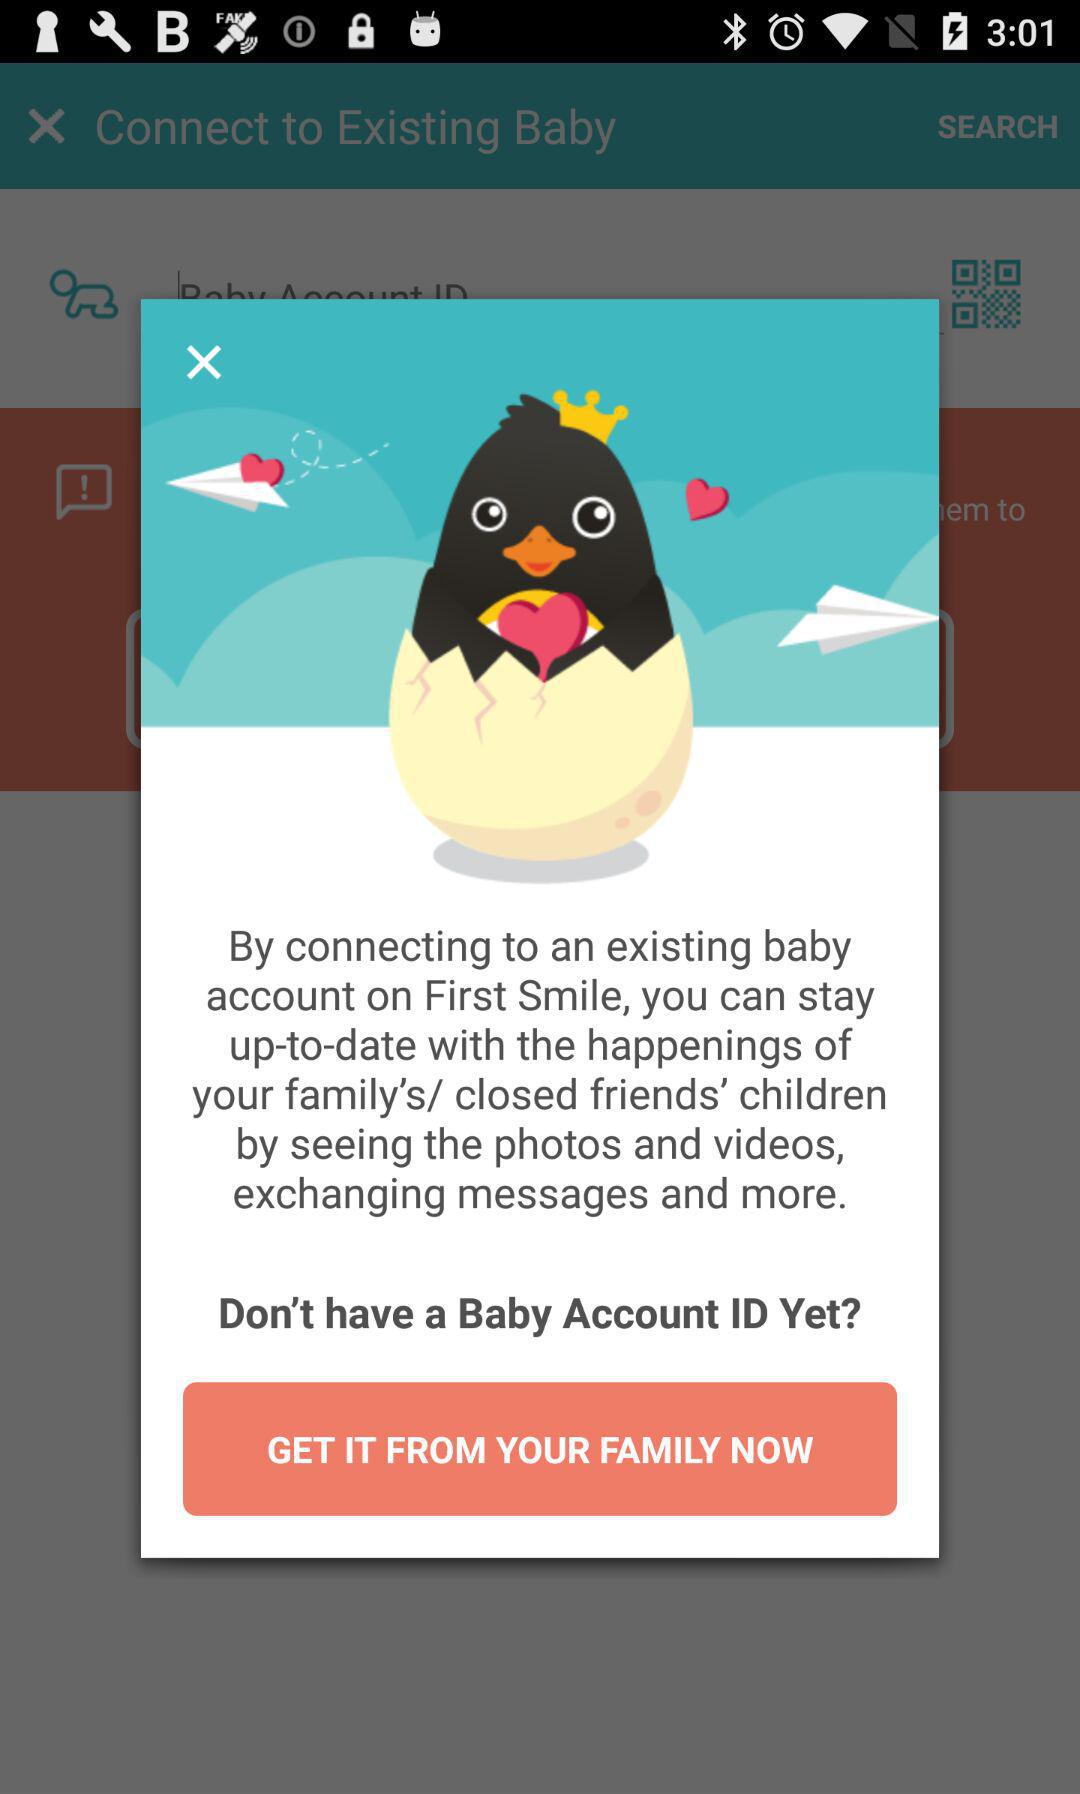 FAKE
3:01
Connect to Existing Baby
SEARCH
Baby Account ID
to
By connecting to an existing baby
account on First Smile, you can stay
up-to-date with the happenings of
your family’s/ closed friends’ children
by seeing the photos and videos,
exchanging messages and more.
Don’t have a Baby Account ID Yet?
GET IT FROM YOUR FAMILY NOW